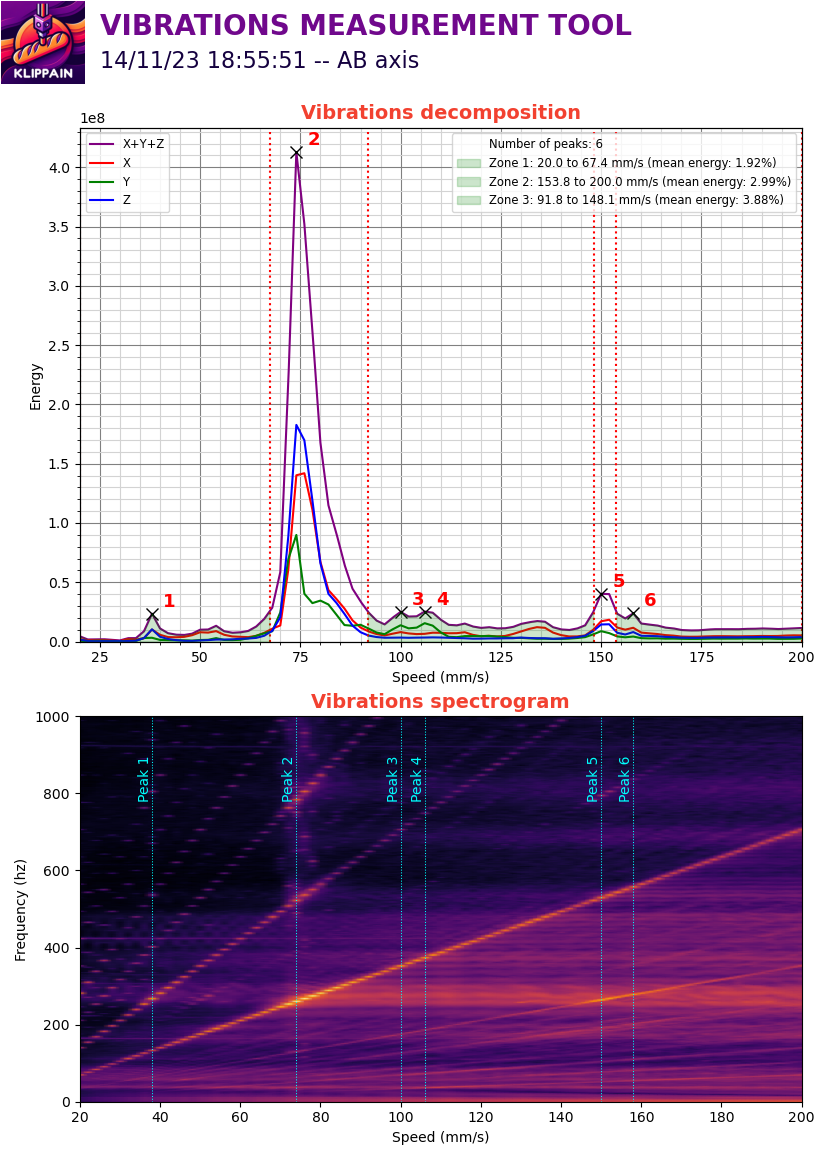 KLIPPAIN
VIBRATIONS MEASUREMENT TOOL
14/11/23 18:55:51 -- AB axis
Vibrations decomposition
1e8
X+Y+Z
X
Y
Z
Number of peaks: 6
Zone 1: 20.0 to 67.4 mm/s (mean energy: 1.92%)
Zone 2: 153.8 to 200.0 mm/s (mean energy: 2.99%)
Zone 3: 91.8 to 148.1 mm/s (mean energy: 3.88%)
4.0
3.5
3.0
2.5
2.0
1.5
1.0
0.5
0.0
Energy
1
2
3
4
5
6
25 50 75 100 125 150 175 200
Speed (mm/s)
Vibrations spectrogram
1000
800
600
400
200
0
Frequency (hz)
Peak 1
Peak 2
Peak 3
Peak 4
Peak 5
Peak 6
20 40 60 80 100 120 140 160 180 200
Speed (mm/s)